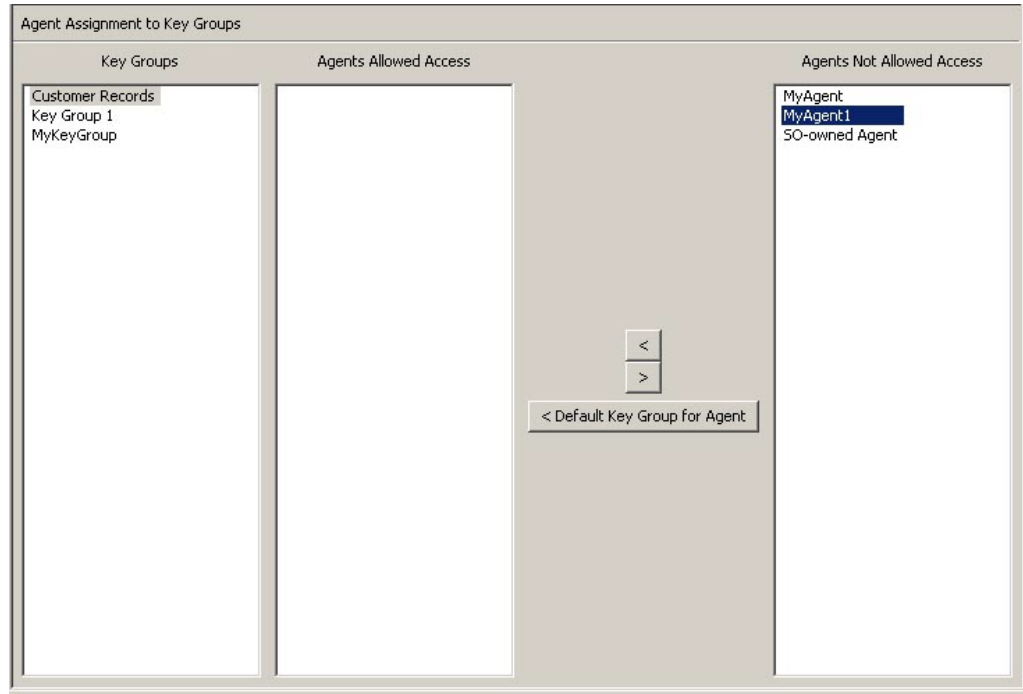 Agent Assignment to Key Groups
Key Groups
Agents Allowed Access
Agents Not Allowed Access
Customer Records
Key Group 1
MyKeyGroup
MyAgent
MyAgent1
SO-owned Agent
<
>
< Default Key Group for Agent